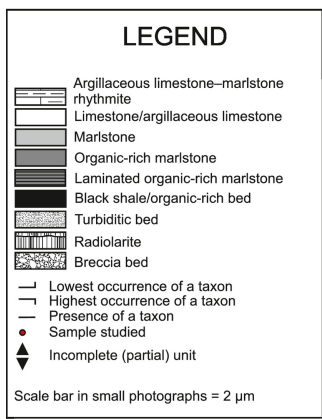 LEGEND
Argillaceous limestone–marlstone
rhythmite
Limestone/argillaceous limestone
Marlstone
Organic-rich marlstone
Laminated organic-rich marlstone
Black shale/organic-rich bed
Turbiditic bed
Radiolarite
Breccia bed
Lowest occurrence of a taxon
Highest occurrence of a taxon
Presence of a taxon
Sample studied
Incomplete (partial) unit
Scale bar in small photographs = 2 µm